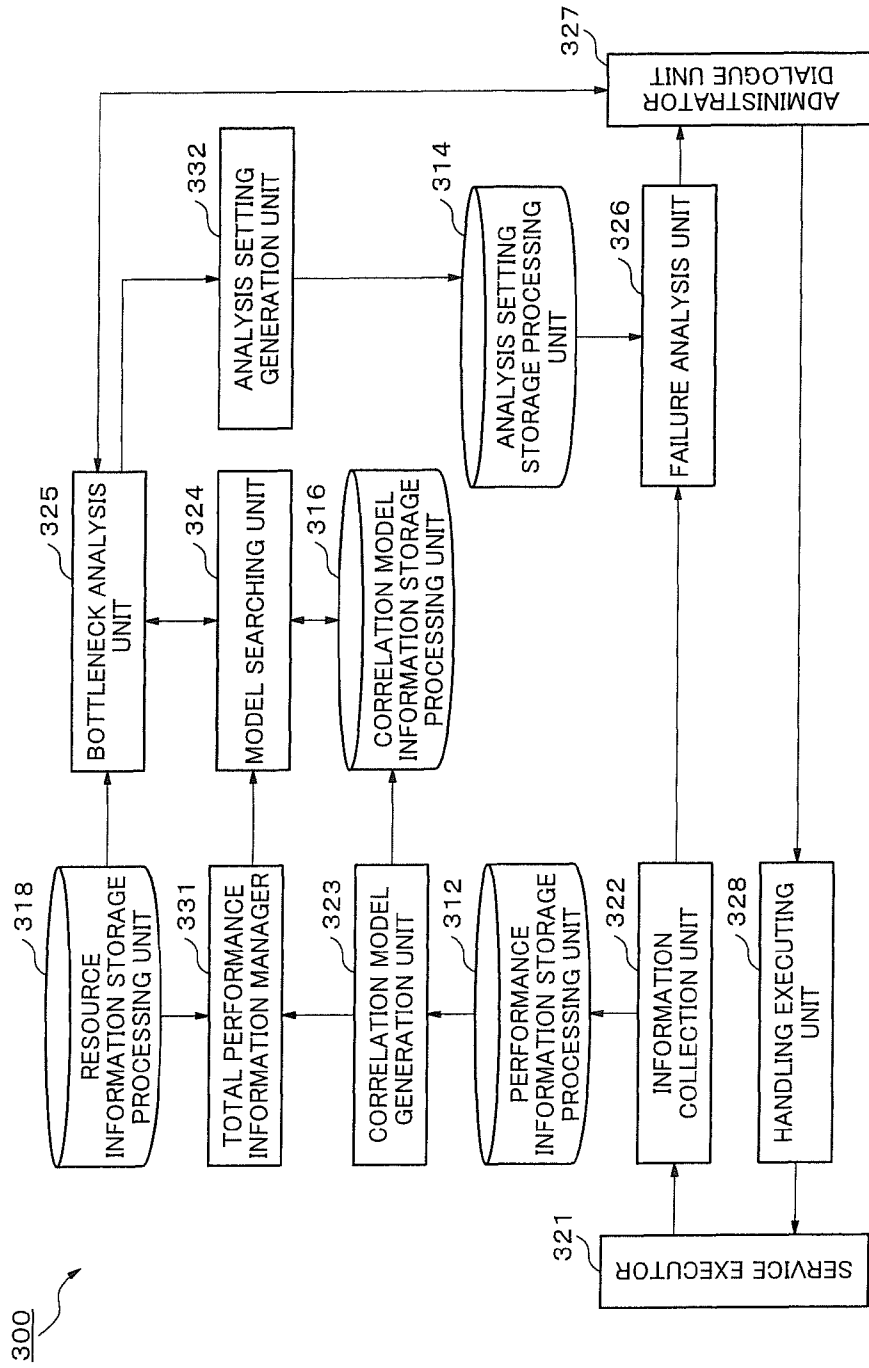 300
318
RESOURCE
INFORMATION STORAGE
PROCESSING UNIT
325
BOTTLENECK ANALYSIS
UNIT
331
TOTAL PERFORMANCE
INFORMATION MANAGER
324
MODEL SEARCHING UNIT
332
ANALYSIS SETTING
GENERATION UNIT
323
CORRELATION MODEL
GENERATION UNIT
316
CORRELATION MODEL
INFORMATION STORAGE
PROCESSING UNIT
312
PERFORMANCE
INFORMATION STORAGE
PROCESSING UNIT
314
ANALYSIS SETTING
STORAGE PROCESSING
UNIT
321
SERVICE EXECUTOR
322
INFORMATION
COLLECTION UNIT
326
FAILURE ANALYSIS UNIT
327
ADMINISTRATOR
DIALOGUE UNIT
328
HANDLING EXECUTING
UNIT